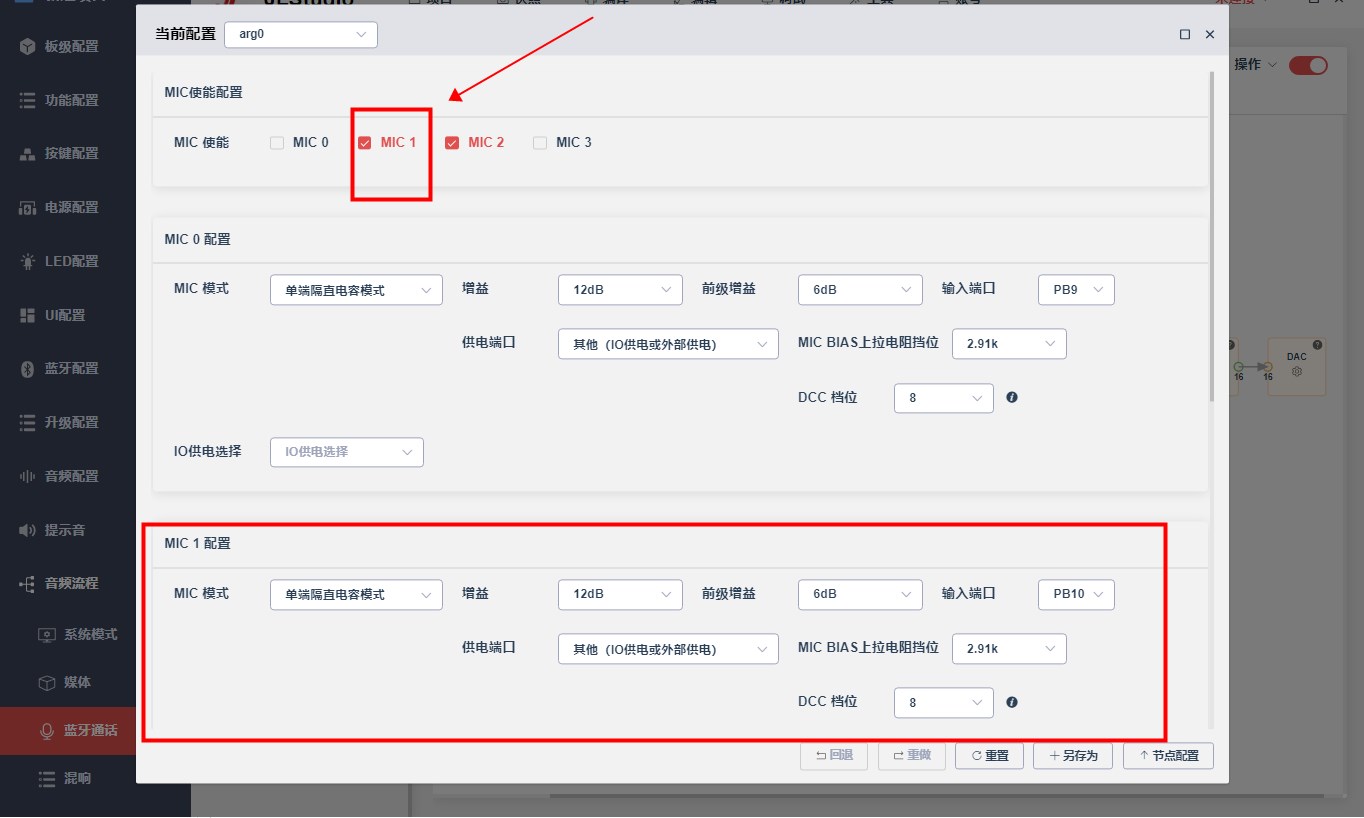 JLStudio
未连接
板级配置
功能配置
按键配置
电源配置
LED配置
UI配置
蓝牙配置
升级配置
音频配置
提示音
音频流程
系统模式
媒体
蓝牙通话
混响
当前配置 arg0
操作
MIC使能配置
MIC 使能 MIC 0 MIC 1 MIC 2 MIC 3
MIC 0 配置
MIC 模式 单端隔直电容模式 增益 12dB 前级增益 6dB 输入端口 PB9
供电端口 其他（IO供电或外部供电） MIC BIAS上拉电阻挡位 2.91k
DCC 档位 8
IO供电选择 IO供电选择
MIC 1 配置
MIC 模式 单端隔直电容模式 增益 12dB 前级增益 6dB 输入端口 PB10
供电端口 其他（IO供电或外部供电） MIC BIAS上拉电阻挡位 2.91k
DCC 档位 8
回退 重做 重置 另存为 节点配置
DAC
16 16